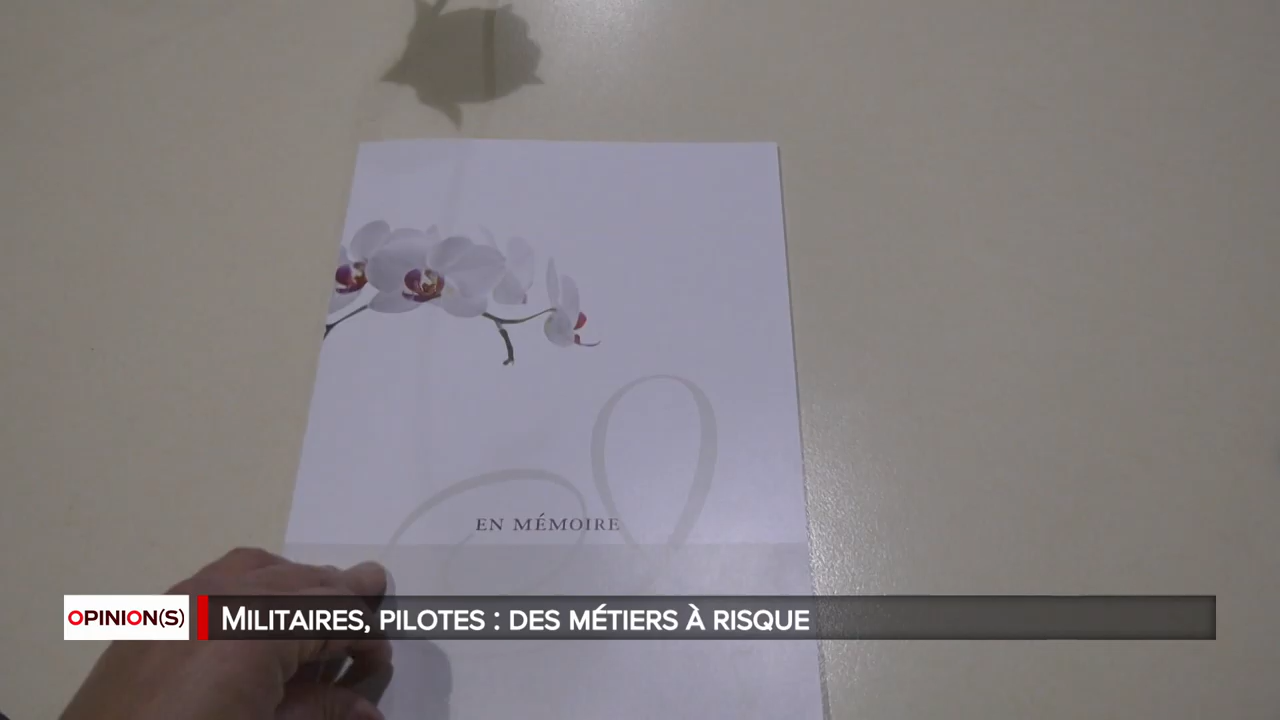 EN MÉMOIRE
OPINION(S)
MILITAIRES, PILOTES : DES MÉTIERS À RISQUE